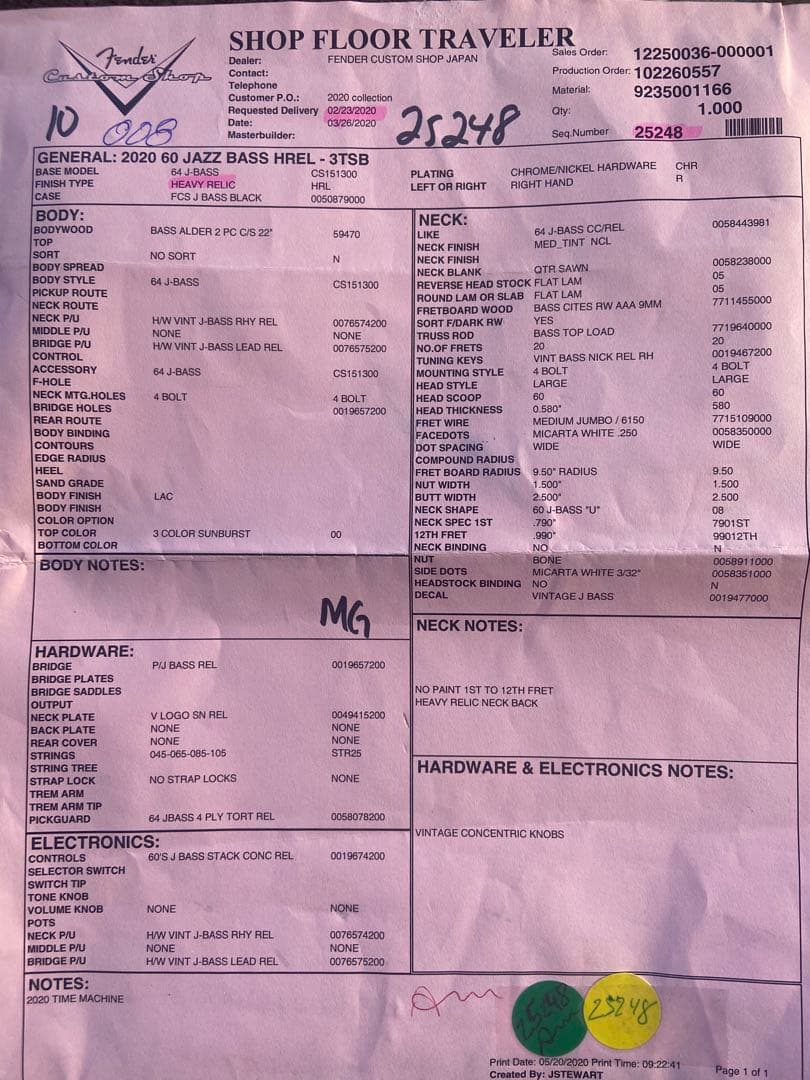 Fender
Custom Shop
SHOP FLOOR TRAVELER
Dealer: FENDER CUSTOM SHOP JAPAN
Contact:
Telephone
Customer P.O.: 2020 collection
Requested Delivery 02/23/2020
Date: 03/26/2020
Masterbuilder:
Sales Order: 12250036-000001
Production Order: 102260557
Material: 9235001166
Qty: 1.000
Seq.Number 25248
10
008
25248
GENERAL: 2020 60 JAZZ BASS HREL - 3TSB
BASE MODEL 64 J-BASS CS151300
FINISH TYPE HEAVY RELIC HRL
CASE FCS J BASS BLACK 0050879000
PLATING CHROME/NICKEL HARDWARE CHR
LEFT OR RIGHT RIGHT HAND R
BODY:
BODYWOOD BASS ALDER 2 PC C/S 22" 59470
TOP
SORT NO SORT N
BODY SPREAD
BODY STYLE 64 J-BASS CS151300
PICKUP ROUTE
NECK ROUTE
NECK P/U H/W VINT J-BASS RHY REL 0076574200
MIDDLE P/U NONE NONE
BRIDGE P/U H/W VINT J-BASS LEAD REL 0076575200
CONTROL
ACCESSORY 64 J-BASS CS151300
F-HOLE
NECK MTG.HOLES 4 BOLT 4 BOLT
BRIDGE HOLES 0019657200
REAR ROUTE
BODY BINDING
CONTOURS
EDGE RADIUS
HEEL
SAND GRADE
BODY FINISH LAC
BODY FINISH
COLOR OPTION
TOP COLOR 3 COLOR SUNBURST 00
BOTTOM COLOR
BODY NOTES:
MG
NECK:
LIKE 64 J-BASS CC/REL 0058443981
NECK FINISH MED_TINT NCL
NECK FINISH 0058238000
NECK BLANK QTR SAWN 05
REVERSE HEAD STOCK FLAT LAM 05
ROUND LAM OR SLAB FLAT LAM
FRETBOARD WOOD BASS CITES RW AAA 9MM 7711455000
SORT F/DARK RW YES
TRUSS ROD BASS TOP LOAD 7719640000
NO.OF FRETS 20 20
TUNING KEYS VINT BASS NICK REL RH 0019467200
MOUNTING STYLE 4 BOLT 4 BOLT
HEAD STYLE LARGE LARGE
HEAD SCOOP 60 60
HEAD THICKNESS 0.580" 580
FRET WIRE MEDIUM JUMBO / 6150 7715109000
FACEDOTS MICARTA WHITE .250 0058350000
DOT SPACING WIDE WIDE
COMPOUND RADIUS
FRET BOARD RADIUS 9.50" RADIUS 9.50
NUT WIDTH 1.500" 1.500
BUTT WIDTH 2.500" 2.500
NECK SHAPE 60 J-BASS "U" 08
NECK SPEC 1ST .790" 7901ST
12TH FRET .990" 99012TH
NECK BINDING NO N
NUT BONE 0058911000
SIDE DOTS MICARTA WHITE 3/32" 0058351000
HEADSTOCK BINDING NO N
DECAL VINTAGE J BASS 0019477000
NECK NOTES:
NO PAINT 1ST TO 12TH FRET
HEAVY RELIC NECK BACK
HARDWARE:
BRIDGE P/J BASS REL 0019657200
BRIDGE PLATES
BRIDGE SADDLES
OUTPUT
NECK PLATE V LOGO SN REL 0049415200
BACK PLATE NONE NONE
REAR COVER NONE NONE
STRINGS 045-065-085-105 STR25
STRING TREE
STRAP LOCK NO STRAP LOCKS NONE
TREM ARM
TREM ARM TIP
PICKGUARD 64 JBASS 4 PLY TORT REL 0058078200
HARDWARE & ELECTRONICS NOTES:
VINTAGE CONCENTRIC KNOBS
ELECTRONICS:
CONTROLS 60'S J BASS STACK CONC REL 0019674200
SELECTOR SWITCH
SWITCH TIP
TONE KNOB
VOLUME KNOB NONE NONE
POTS
NECK P/U H/W VINT J-BASS RHY REL 0076574200
MIDDLE P/U NONE NONE
BRIDGE P/U H/W VINT J-BASS LEAD REL 0076575200
NOTES:
2020 TIME MACHINE
25248
25248
Print Date: 05/20/2020 Print Time: 09:22:41
Created By: JSTEWART
Page 1 of 1